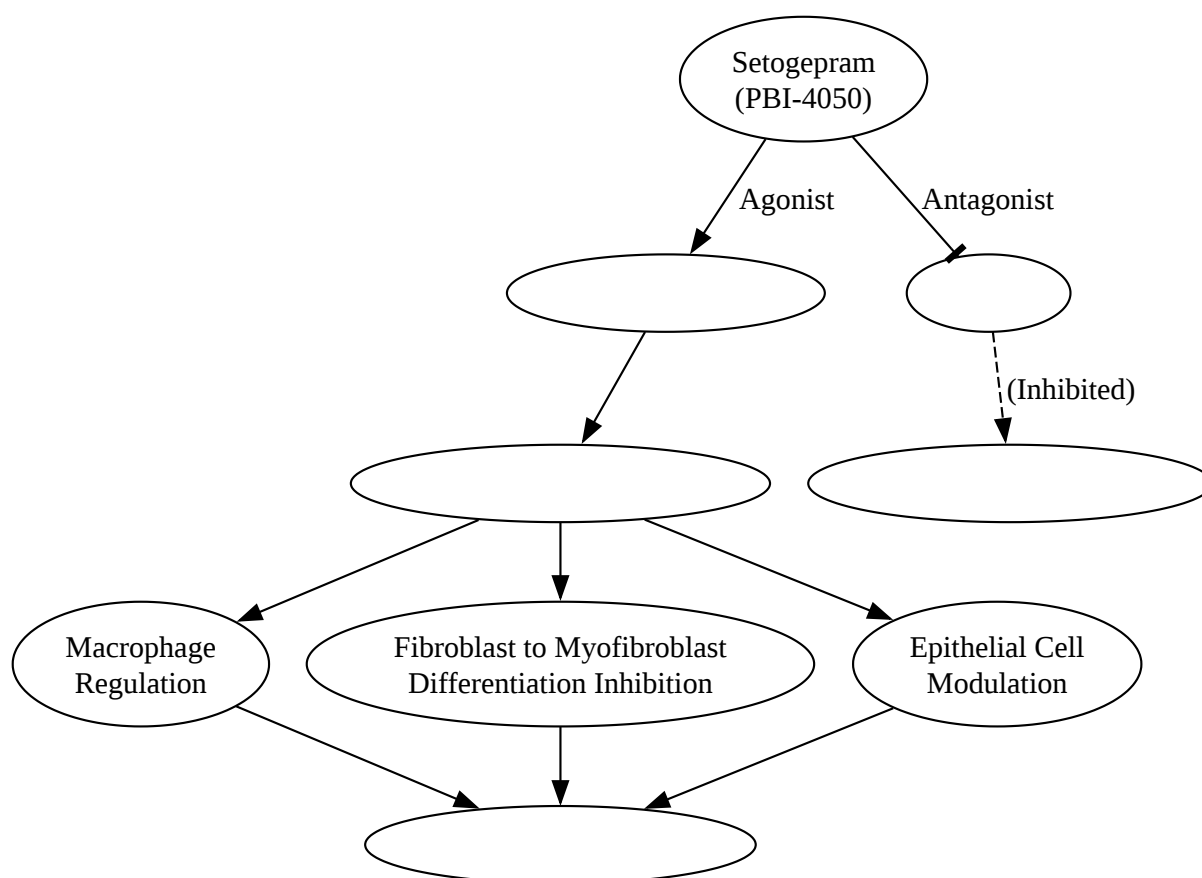 Setogepram
(PBI-4050)
Agonist
Antagonist
(Inhibited)
Macrophage
Regulation
Fibroblast to Myofibroblast
Differentiation Inhibition
Epithelial Cell
Modulation